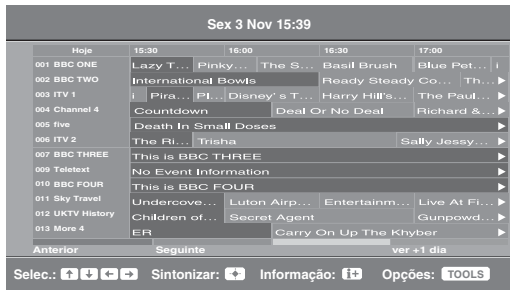 Sex 3 Nov 15:39
Hoje 15:30 16:00 16:30 17:00
001 BBC ONE Lazy T... Pinky... The S... Basil Brush Blue Pet... i
002 BBC TWO International Bowls Ready Steady Co... Th...
003 ITV 1 i Pira... Pl... Disney's T... Harry Hill's... The Paul...
004 Channel 4 Countdown Deal Or No Deal Richard &...
005 five Death In Small Doses
006 ITV 2 The Ri... Trisha Sally Jessy...
007 BBC THREE This is BBC THREE
009 Teletext No Event Information
010 BBC FOUR This is BBC FOUR
011 Sky Travel Undercove... Luton Airp... Entertainm... Live At Fi...
012 UKTV History Children of... Secret Agent Gunpowd...
013 More 4 ER Carry On Up The Khyber
Anterior Seguinte ver +1 dia
Selec.: Sintonizar: Informação: i+ Opções: TOOLS